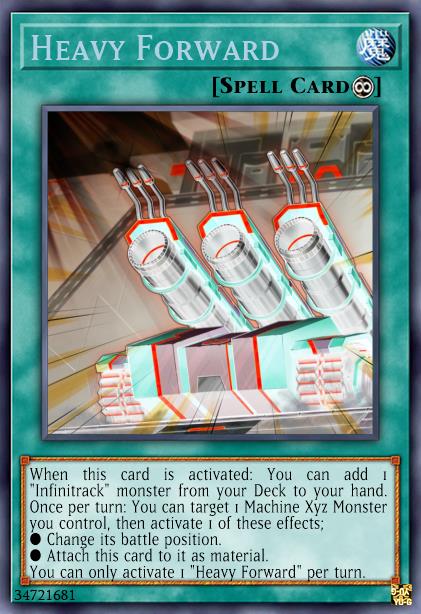 HEAVY FORWARD
魔
[SPELL CARD∞]
When this card is activated: You can add 1
"Infinitrack" monster from your Deck to your hand.
Once per turn: You can target 1 Machine Xyz Monster
you control, then activate 1 of these effects;
● Change its battle position.
● Attach this card to it as material.
You can only activate 1 "Heavy Forward" per turn.
34721681